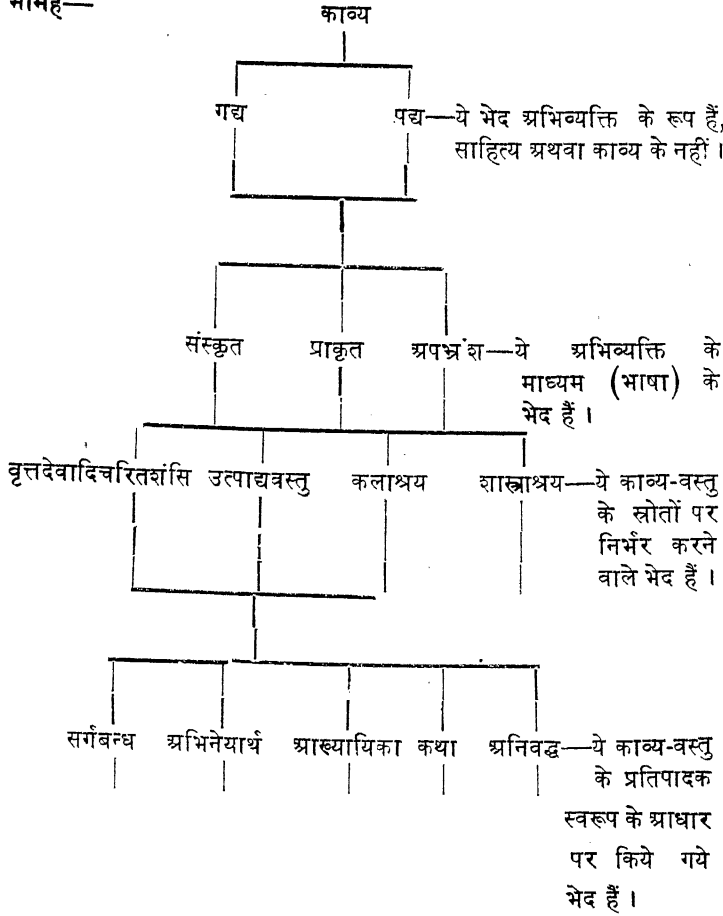 भामह—
काव्य
गद्य पद्य—ये भेद अभिव्यक्ति के रूप हैं,
साहित्य अथवा काव्य के नहीं ।
संस्कृत प्राकृत अपभ्रंश—ये अभिव्यक्ति के
माध्यम (भाषा) के
भेद हैं ।
वृत्तदेवादिचरितशंसि उत्पाद्यवस्तु कलाश्रय शास्त्राश्रय—ये काव्य-वस्तु
के स्रोतों पर
निर्भर करने
वाले भेद हैं ।
सर्गबन्ध अभिनेयार्थ आख्यायिका कथा अनिवद्ध—ये काव्य-वस्तु
के प्रतिपादक
स्वरूप के आधार
पर किये गये
भेद हैं ।